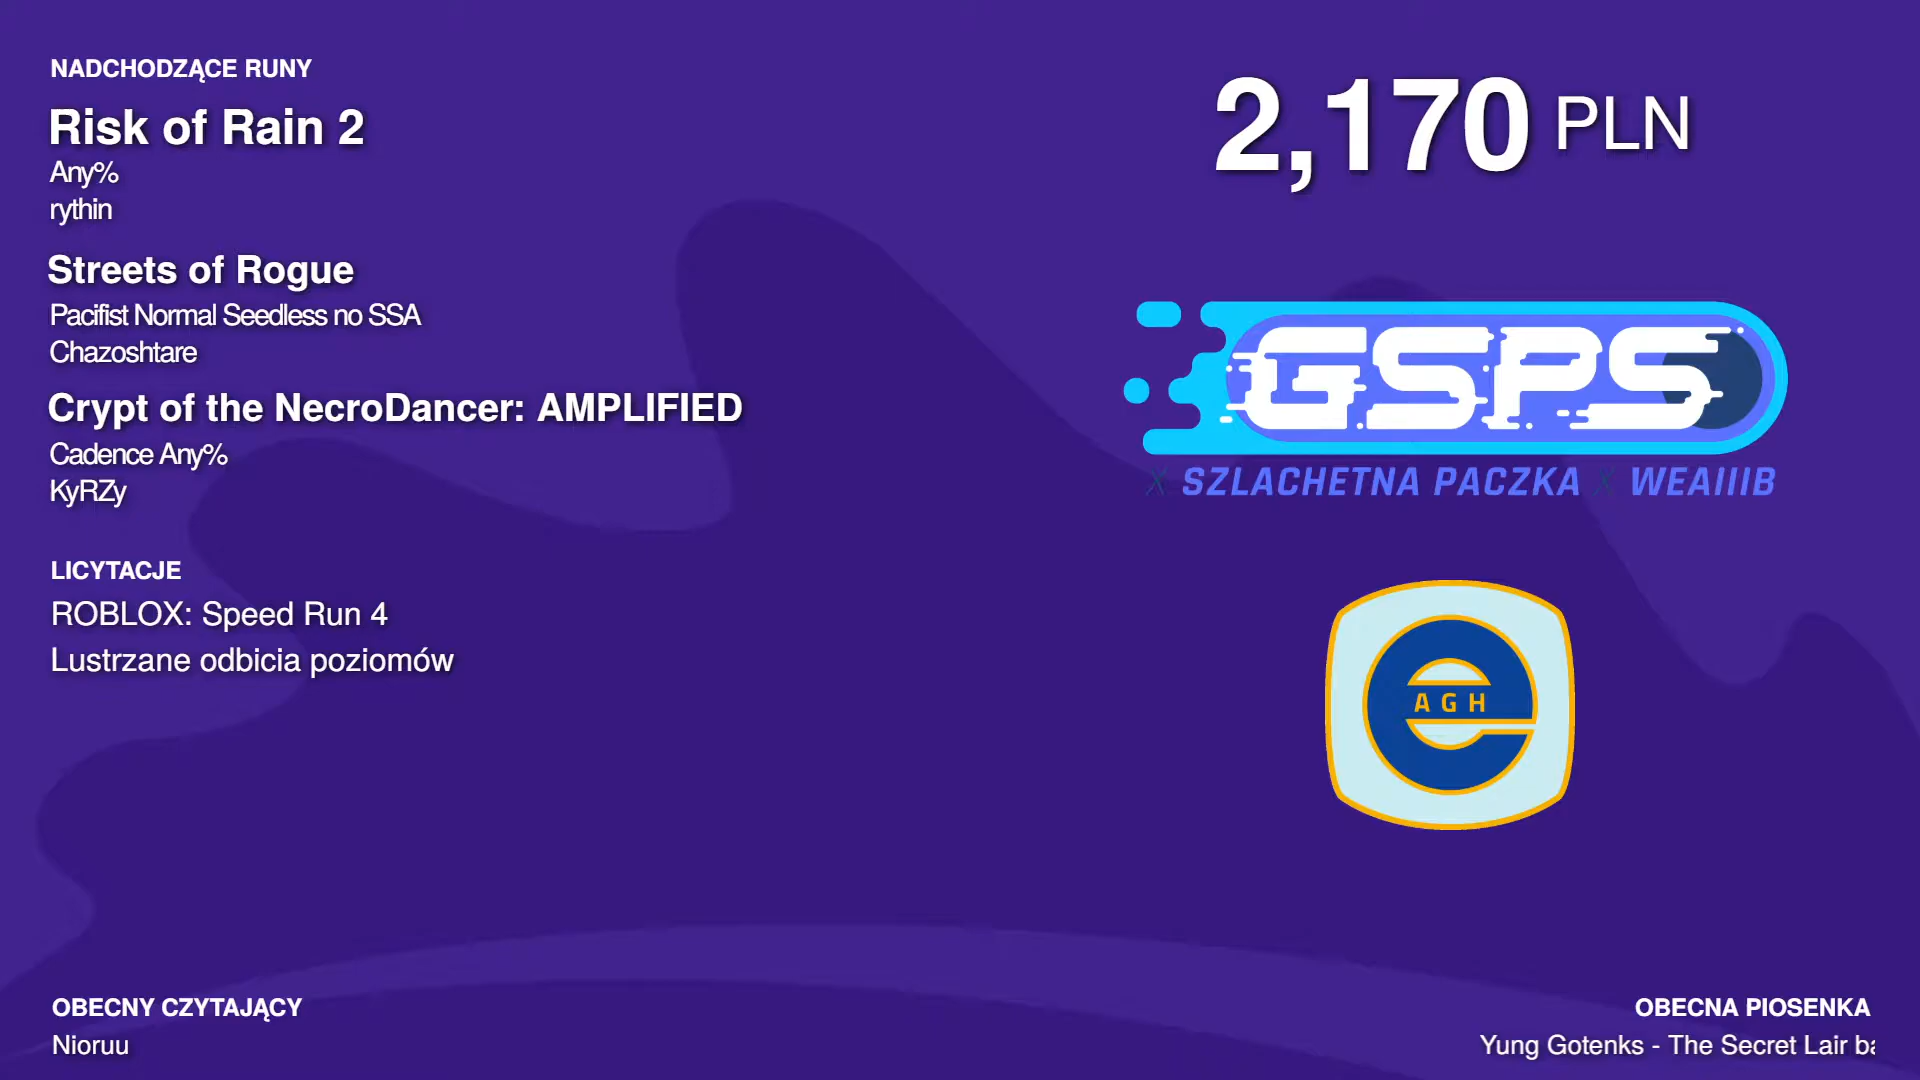 NADCHODZĄCE RUNY
Risk of Rain 2
Any%
rythin
Streets of Rogue
Pacifist Normal Seedless no SSA
Chazoshtare
Crypt of the NecroDancer: AMPLIFIED
Cadence Any%
KyRZy
LICYTACJE
ROBLOX: Speed Run 4
Lustrzane odbicia poziomów
2,170 PLN
GSPS
X SZLACHETNA PACZKA X WEAIIIB
AGH
OBECNY CZYTAJĄCY
Nioruu
OBECNA PIOSENKA
Yung Gotenks - The Secret Lair ba